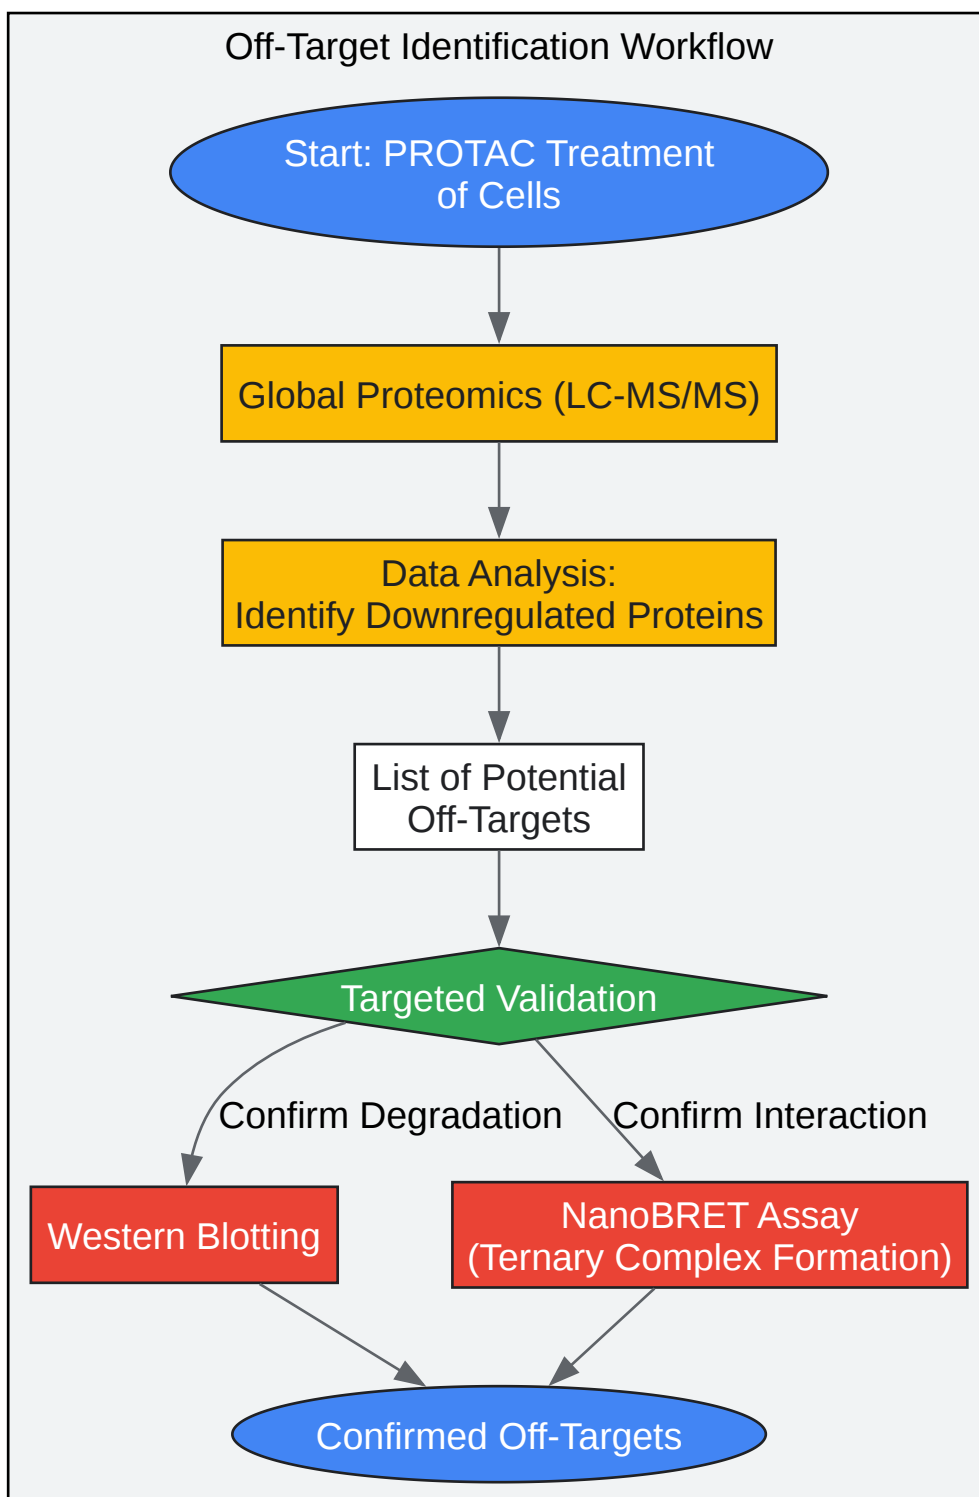 Off-Target Identification Workflow
Start: PROTAC Treatment
of Cells
Global Proteomics (LC-MS/MS)
Data Analysis:
Identify Downregulated Proteins
List of Potential
Off-Targets
Targeted Validation
Confirm Degradation
Confirm Interaction
Western Blotting
NanoBRET Assay
(Ternary Complex Formation)
Confirmed Off-Targets